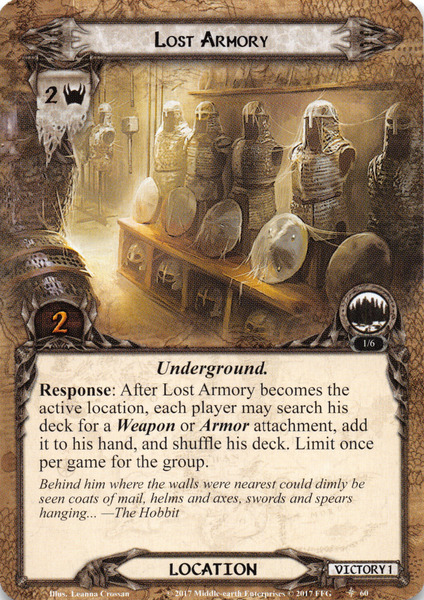 LOST ARMORY
2
2
1/6
Underground.
Response: After Lost Armory becomes the
active location, each player may search his
deck for a Weapon or Armor attachment, add
it to his hand, and shuffle his deck. Limit once
per game for the group.
Behind him where the walls were nearest could dimly be
seen coats of mail, helms and axes, swords and spears
hanging... —The Hobbit
LOCATION
VICTORY 1
Illus. Leanna Crossan
© 2017 Middle-earth Enterprises © 2017 FFG
60